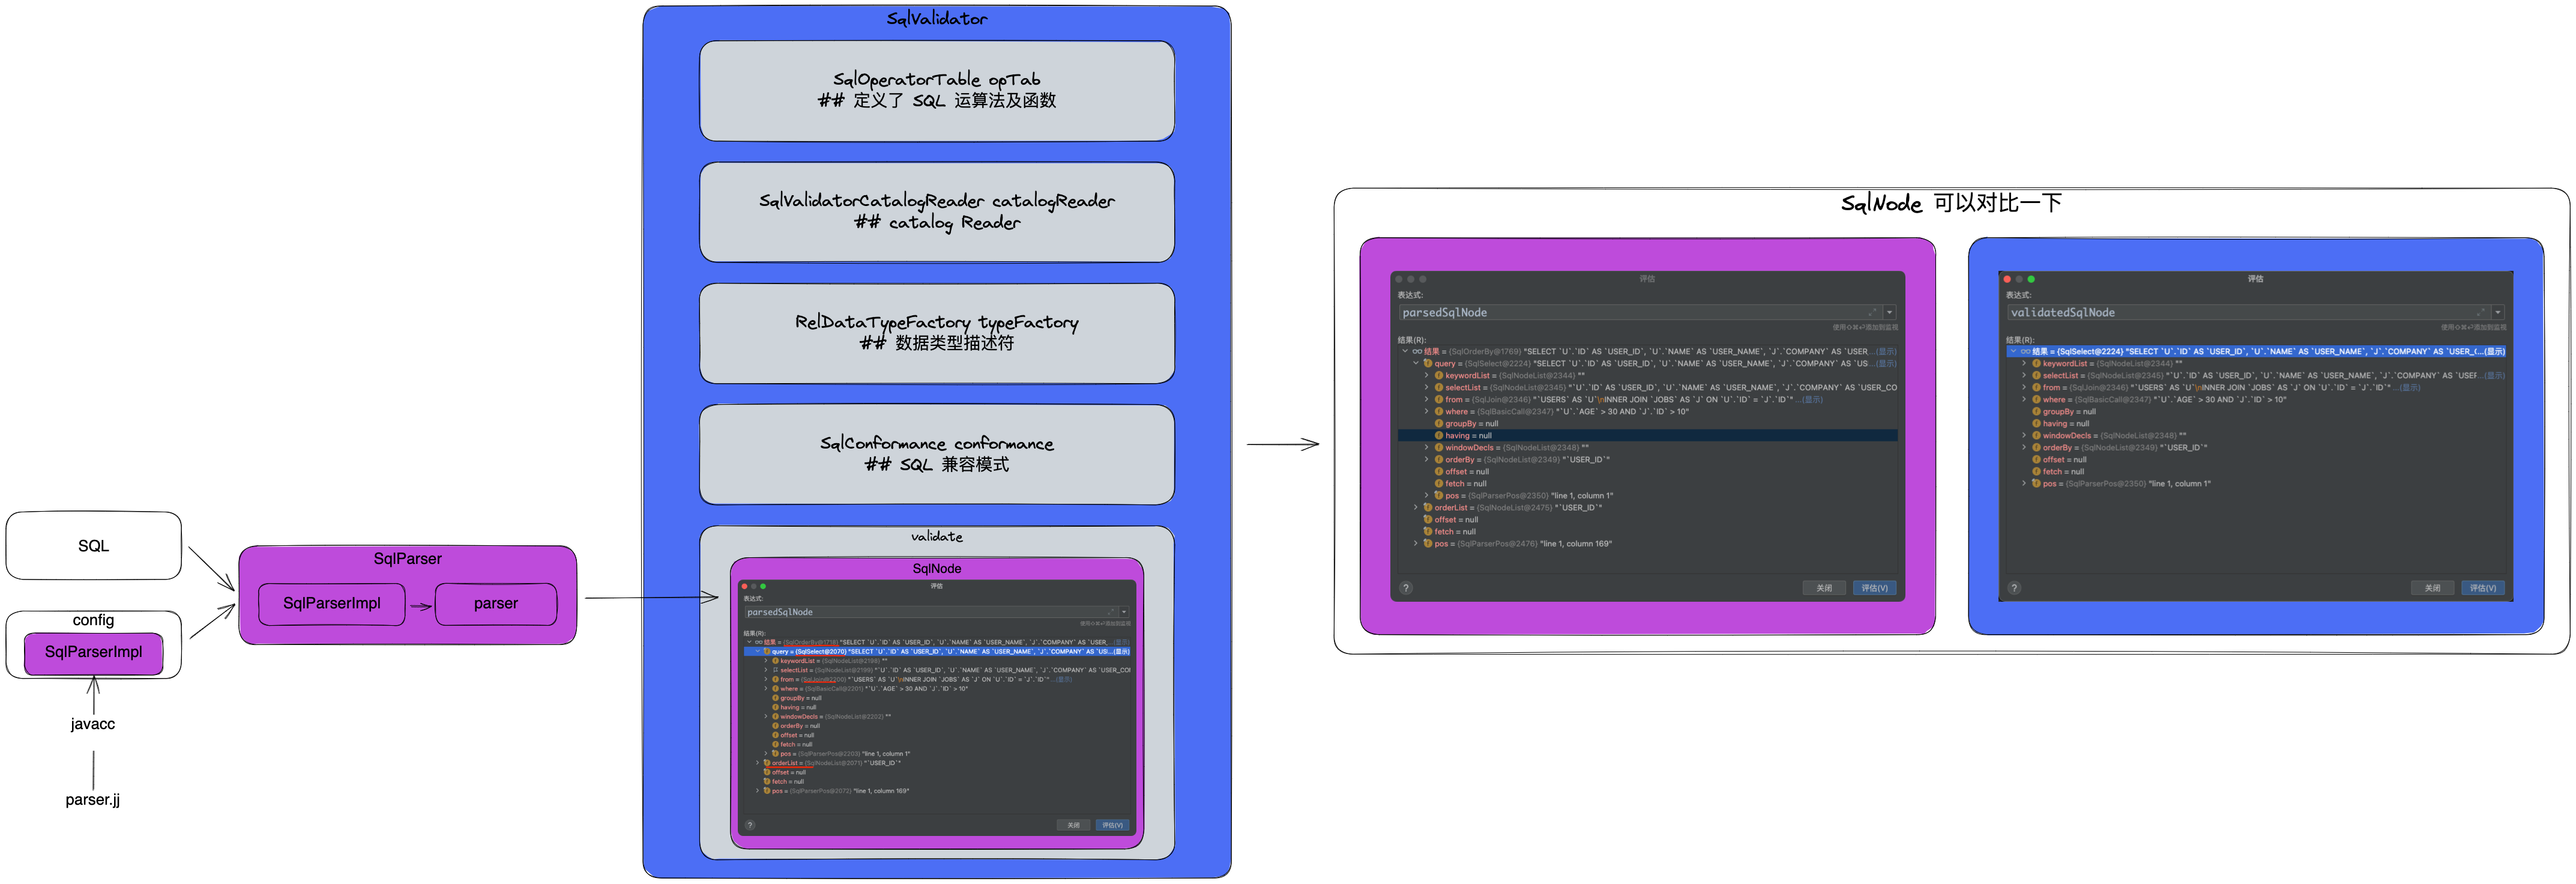 SQL
config
SqlParserImpl
javacc
parser.jj
SqlParser
SqlParserImpl
parser
SqlValidator
SqlOperatorTable opTab
## 定义了 SQL 运算法及函数
SqlValidatorCatalogReader catalogReader
## catalog Reader
RelDataTypeFactory typeFactory
## 数据类型描述符
SqlConformance conformance
## SQL 兼容模式
validate
SqlNode
评估
表达式:
parsedSqlNode
使用⇧⌘⏎添加到监视
结果(R):
结果 = {SqlOrderBy@1718} "SELECT `U`.`ID` AS `USER_ID`, `U`.`NAME` AS `USER_NAME`, `J`.`COMPANY` AS `USER_...(显示)
query = {SqlSelect@2070} "SELECT `U`.`ID` AS `USER_ID`, `U`.`NAME` AS `USER_NAME`, `J`.`COMPANY` AS `USI...(显示)
keywordList = {SqlNodeList@2198} ""
selectList = {SqlNodeList@2199} "`U`.`ID` AS `USER_ID`, `U`.`NAME` AS `USER_NAME`, `J`.`COMPANY` AS `USER_COI
from = {SqlJoin@2200} "`USERS` AS `U`\nINNER JOIN `JOBS` AS `J` ON `U`.`ID` = `J`.`ID`" ...(显示)
where = {SqlBasicCall@2201} "`U`.`AGE` > 30 AND `J`.`ID` > 10"
groupBy = null
having = null
windowDecls = {SqlNodeList@2202} ""
orderBy = null
offset = null
fetch = null
pos = {SqlParserPos@2203} "line 1, column 1"
orderList = {SqlNodeList@2071} "`USER_ID`"
offset = null
fetch = null
pos = {SqlParserPos@2072} "line 1, column 169"
?
关闭
评估(V)
SqlNode 可以对比一下
评估
表达式:
parsedSqlNode
使用⇧⌘⏎添加到监视
结果(R):
结果 = {SqlOrderBy@1769} "SELECT `U`.`ID` AS `USER_ID`, `U`.`NAME` AS `USER_NAME`, `J`.`COMPANY` AS `USER_...(显示)
query = {SqlSelect@2224} "SELECT `U`.`ID` AS `USER_ID`, `U`.`NAME` AS `USER_NAME`, `J`.`COMPANY` AS `US...(显示)
keywordList = {SqlNodeList@2344} ""
selectList = {SqlNodeList@2345} "`U`.`ID` AS `USER_ID`, `U`.`NAME` AS `USER_NAME`, `J`.`COMPANY` AS `USER_CO
from = {SqlJoin@2346} "`USERS` AS `U`\nINNER JOIN `JOBS` AS `J` ON `U`.`ID` = `J`.`ID`" ...(显示)
where = {SqlBasicCall@2347} "`U`.`AGE` > 30 AND `J`.`ID` > 10"
groupBy = null
having = null
windowDecls = {SqlNodeList@2348} ""
orderBy = {SqlNodeList@2349} "`USER_ID`"
offset = null
fetch = null
pos = {SqlParserPos@2350} "line 1, column 1"
orderList = {SqlNodeList@2475} "`USER_ID`"
offset = null
fetch = null
pos = {SqlParserPos@2476} "line 1, column 169"
?
关闭
评估(V)
评估
表达式:
validatedSqlNode
使用⇧⌘⏎添加到监视
结果(R):
结果 = {SqlSelect@2224} "SELECT `U`.`ID` AS `USER_ID`, `U`.`NAME` AS `USER_NAME`, `J`.`COMPANY` AS `USER_(...(显示)
keywordList = {SqlNodeList@2344} ""
selectList = {SqlNodeList@2345} "`U`.`ID` AS `USER_ID`, `U`.`NAME` AS `USER_NAME`, `J`.`COMPANY` AS `USEF...(显示)
from = {SqlJoin@2346} "`USERS` AS `U`\nINNER JOIN `JOBS` AS `J` ON `U`.`ID` = `J`.`ID`" ...(显示)
where = {SqlBasicCall@2347} "`U`.`AGE` > 30 AND `J`.`ID` > 10"
groupBy = null
having = null
windowDecls = {SqlNodeList@2348} ""
orderBy = {SqlNodeList@2349} "`USER_ID`"
offset = null
fetch = null
pos = {SqlParserPos@2350} "line 1, column 1"
?
关闭
评估(V)